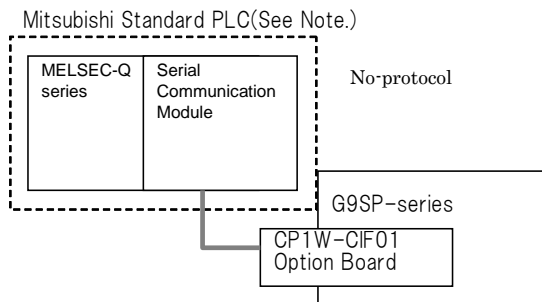 Mitsubishi Standard PLC(See Note.)
MELSEC-Q
series
Serial
Communication
Module
No-protocol
G9SP-series
CP1W-CIF01
Option Board